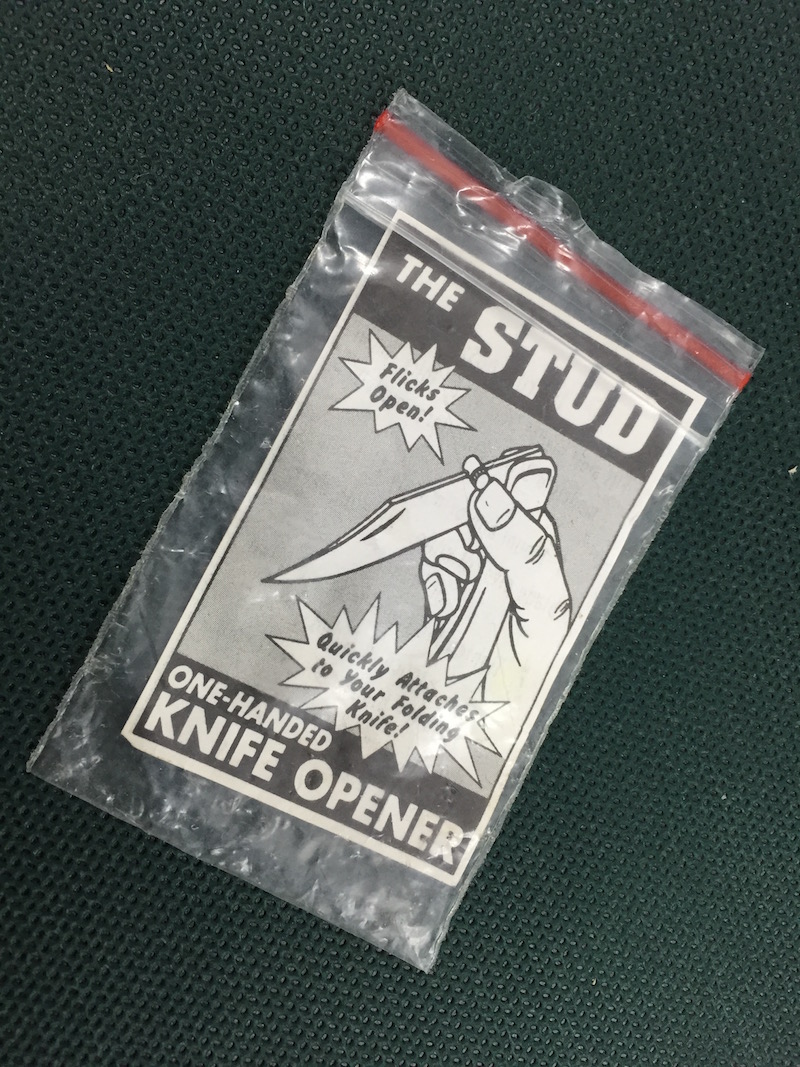 THE STUD
Flicks
Open!
Quickly Attaches
to Your Folding
Knife!
ONE-HANDED
KNIFE OPENER